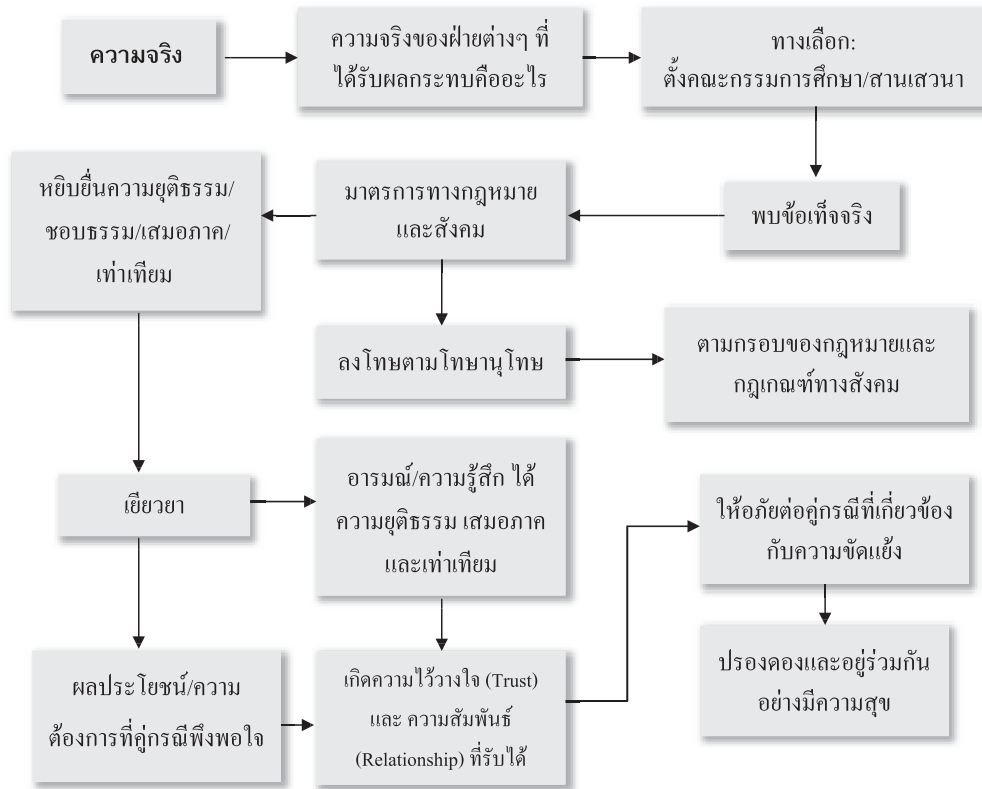 ความจริง
ความจริงของฝ่ายต่างๆ ที่
ได้รับผลกระทบคืออะไร
ทางเลือก:
ตั้งคณะกรรมการศึกษา/สานเสวนา
หยิบยื่นความยุติธรรม/
ชอบธรรม/เสมอภาค/
เท่าเทียม
มาตรการทางกฎหมาย
และสังคม
พบข้อเท็จจริง
ลงโทษตามโทษานุโทษ
ตามกรอบของกฎหมายและ
กฎเกณฑ์ทางสังคม
เยียวยา
อารมณ์/ความรู้สึก ได้
ความยุติธรรม เสมอภาค
และเท่าเทียม
ให้อภัยต่อคู่กรณีที่เกี่ยวข้อง
กับความขัดแย้ง
ผลประโยชน์/ความ
ต้องการที่คู่กรณีพึงพอใจ
เกิดความไว้วางใจ (Trust)
และ ความสัมพันธ์
(Relationship) ที่รับได้
ปรองดองและอยู่ร่วมกัน
อย่างมีความสุข